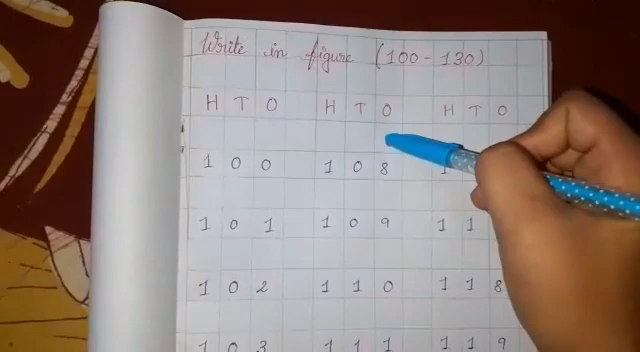 Write in figure (100 - 130)
H T O H T O H T O
1 0 0 1 0 8 1
1 0 1 1 0 9 1 1
1 0 2 1 1 0 1 1 8
1 0 3 1 1 1 1 1 9